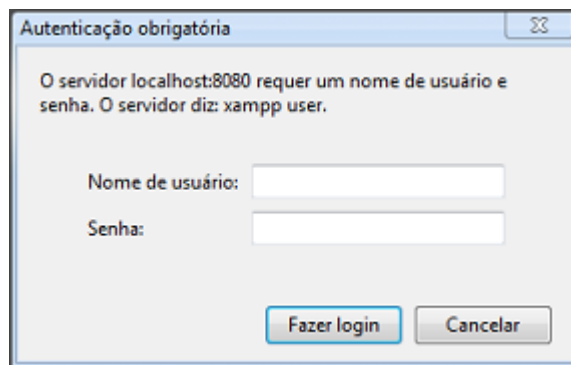 Autenticação obrigatória
O servidor localhost:8080 requer um nome de usuário e
senha. O servidor diz: xampp user.
Nome de usuário:
Senha:
Fazer login Cancelar